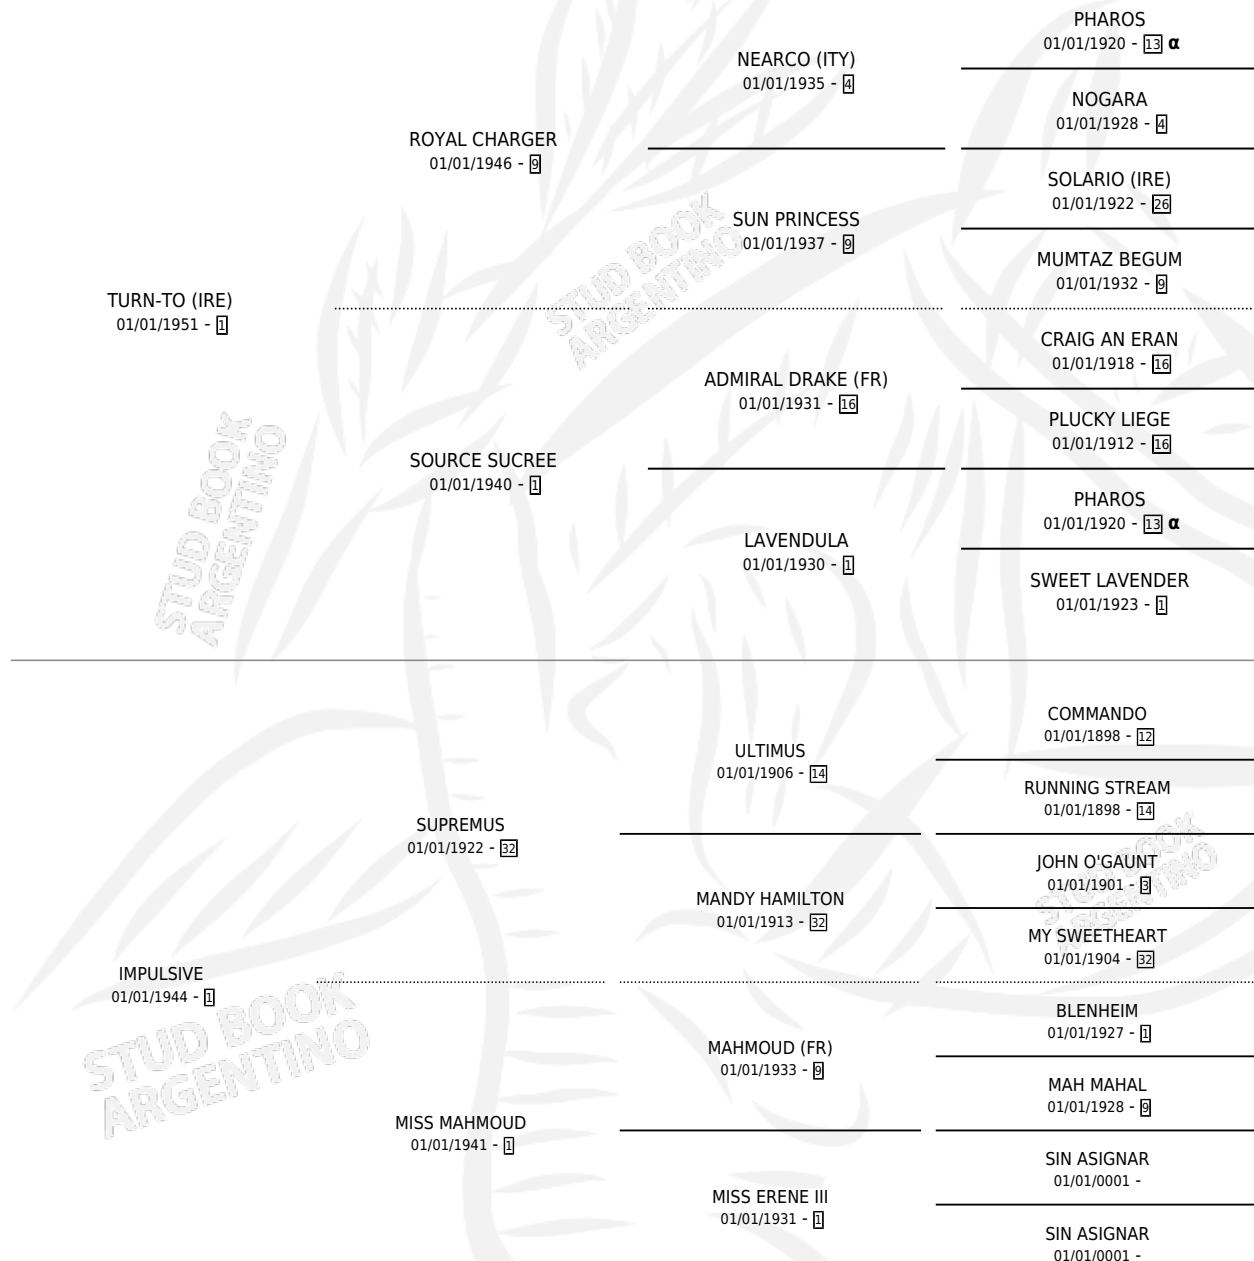 PHAROS
01/01/1920 - 13 α
NEARCO (ITY)
01/01/1935 - 4
NOGARA
01/01/1928 - 4
ROYAL CHARGER
01/01/1946 - 9
SOLARIO (IRE)
01/01/1922 - 26
SUN PRINCESS
01/01/1937 - 9
MUMTAZ BEGUM
01/01/1932 - 9
TURN-TO (IRE)
01/01/1951 - 1
CRAIG AN ERAN
01/01/1918 - 16
ADMIRAL DRAKE (FR)
01/01/1931 - 16
PLUCKY LIEGE
01/01/1912 - 16
SOURCE SUCREE
01/01/1940 - 1
PHAROS
01/01/1920 - 13 α
LAVENDULA
01/01/1930 - 1
SWEET LAVENDER
01/01/1923 - 1
COMMANDO
01/01/1898 - 12
ULTIMUS
01/01/1906 - 14
RUNNING STREAM
01/01/1898 - 14
SUPREMUS
01/01/1922 - 32
JOHN O'GAUNT
01/01/1901 - 3
MANDY HAMILTON
01/01/1913 - 32
MY SWEETHEART
01/01/1904 - 32
IMPULSIVE
01/01/1944 - 1
BLENHEIM
01/01/1927 - 1
MAHMOUD (FR)
01/01/1933 - 9
MAH MAHAL
01/01/1928 - 9
MISS MAHMOUD
01/01/1941 - 1
SIN ASIGNAR
01/01/0001 -
MISS ERENE III
01/01/1931 - 1
SIN ASIGNAR
01/01/0001 -
STUD BOOK
ARGENTINO
STUD BOOK
ARGENTINO
STUD BOOK
ARGENTINO
STUD BOOK
ARGENTINO